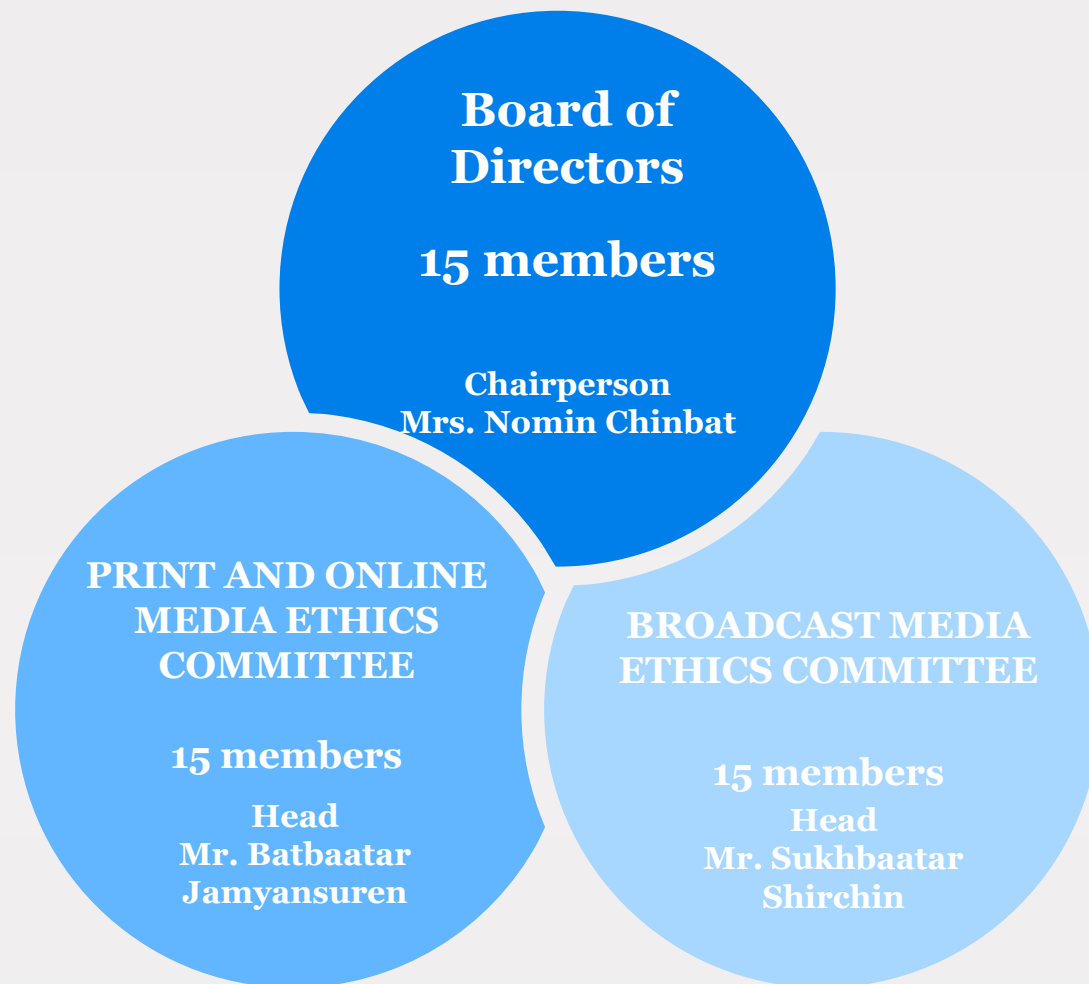 Board of
Directors
15 members
Chairperson
Mrs. Nomin Chinbat
PRINT AND ONLINE
MEDIA ETHICS
COMMITTEE
15 members
Head
Mr. Batbaatar
Jamyansuren
BROADCAST MEDIA
ETHICS COMMITTEE
15 members
Head
Mr. Sukhbaatar
Shirchin